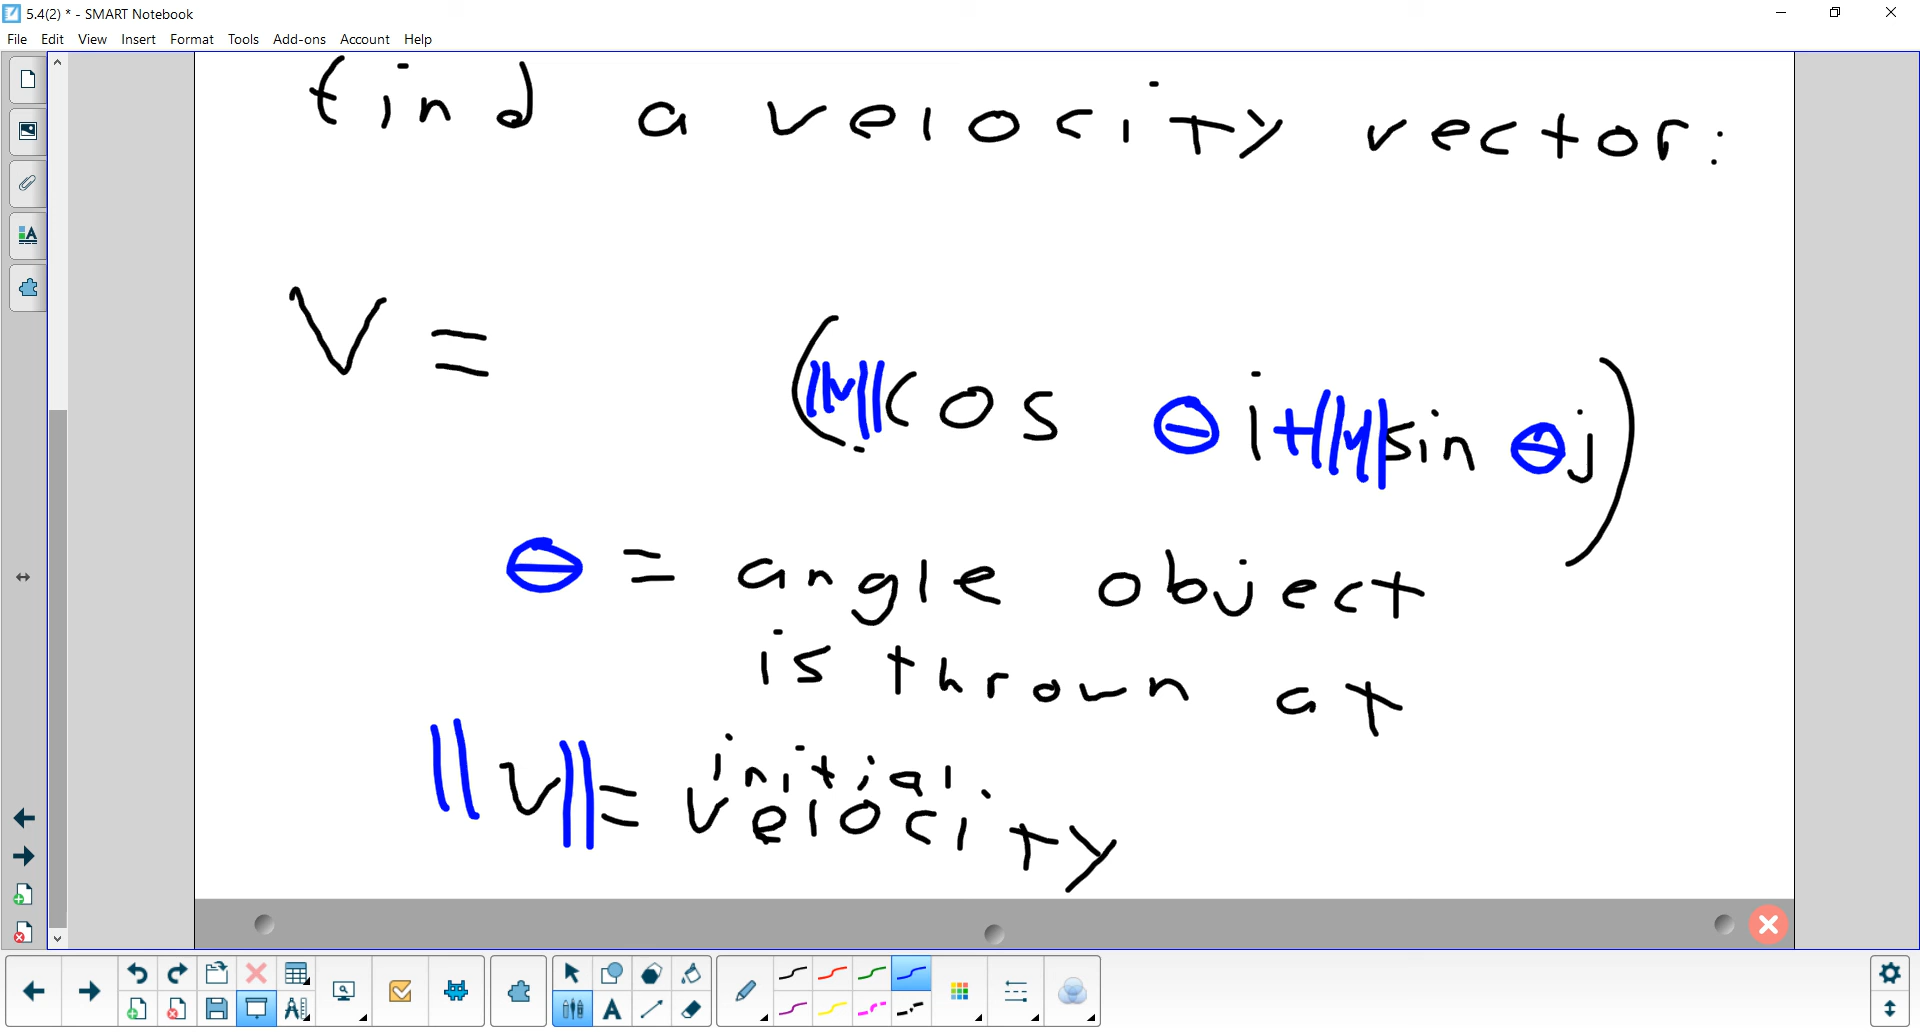 5.4(2) * - SMART Notebook
File Edit View Insert Format Tools Add-ons Account Help
find a velocity vector:
V = (||v||cos θ i+||v||sin θj)
θ = angle object
is thrown at
||v|| = initial
velocity